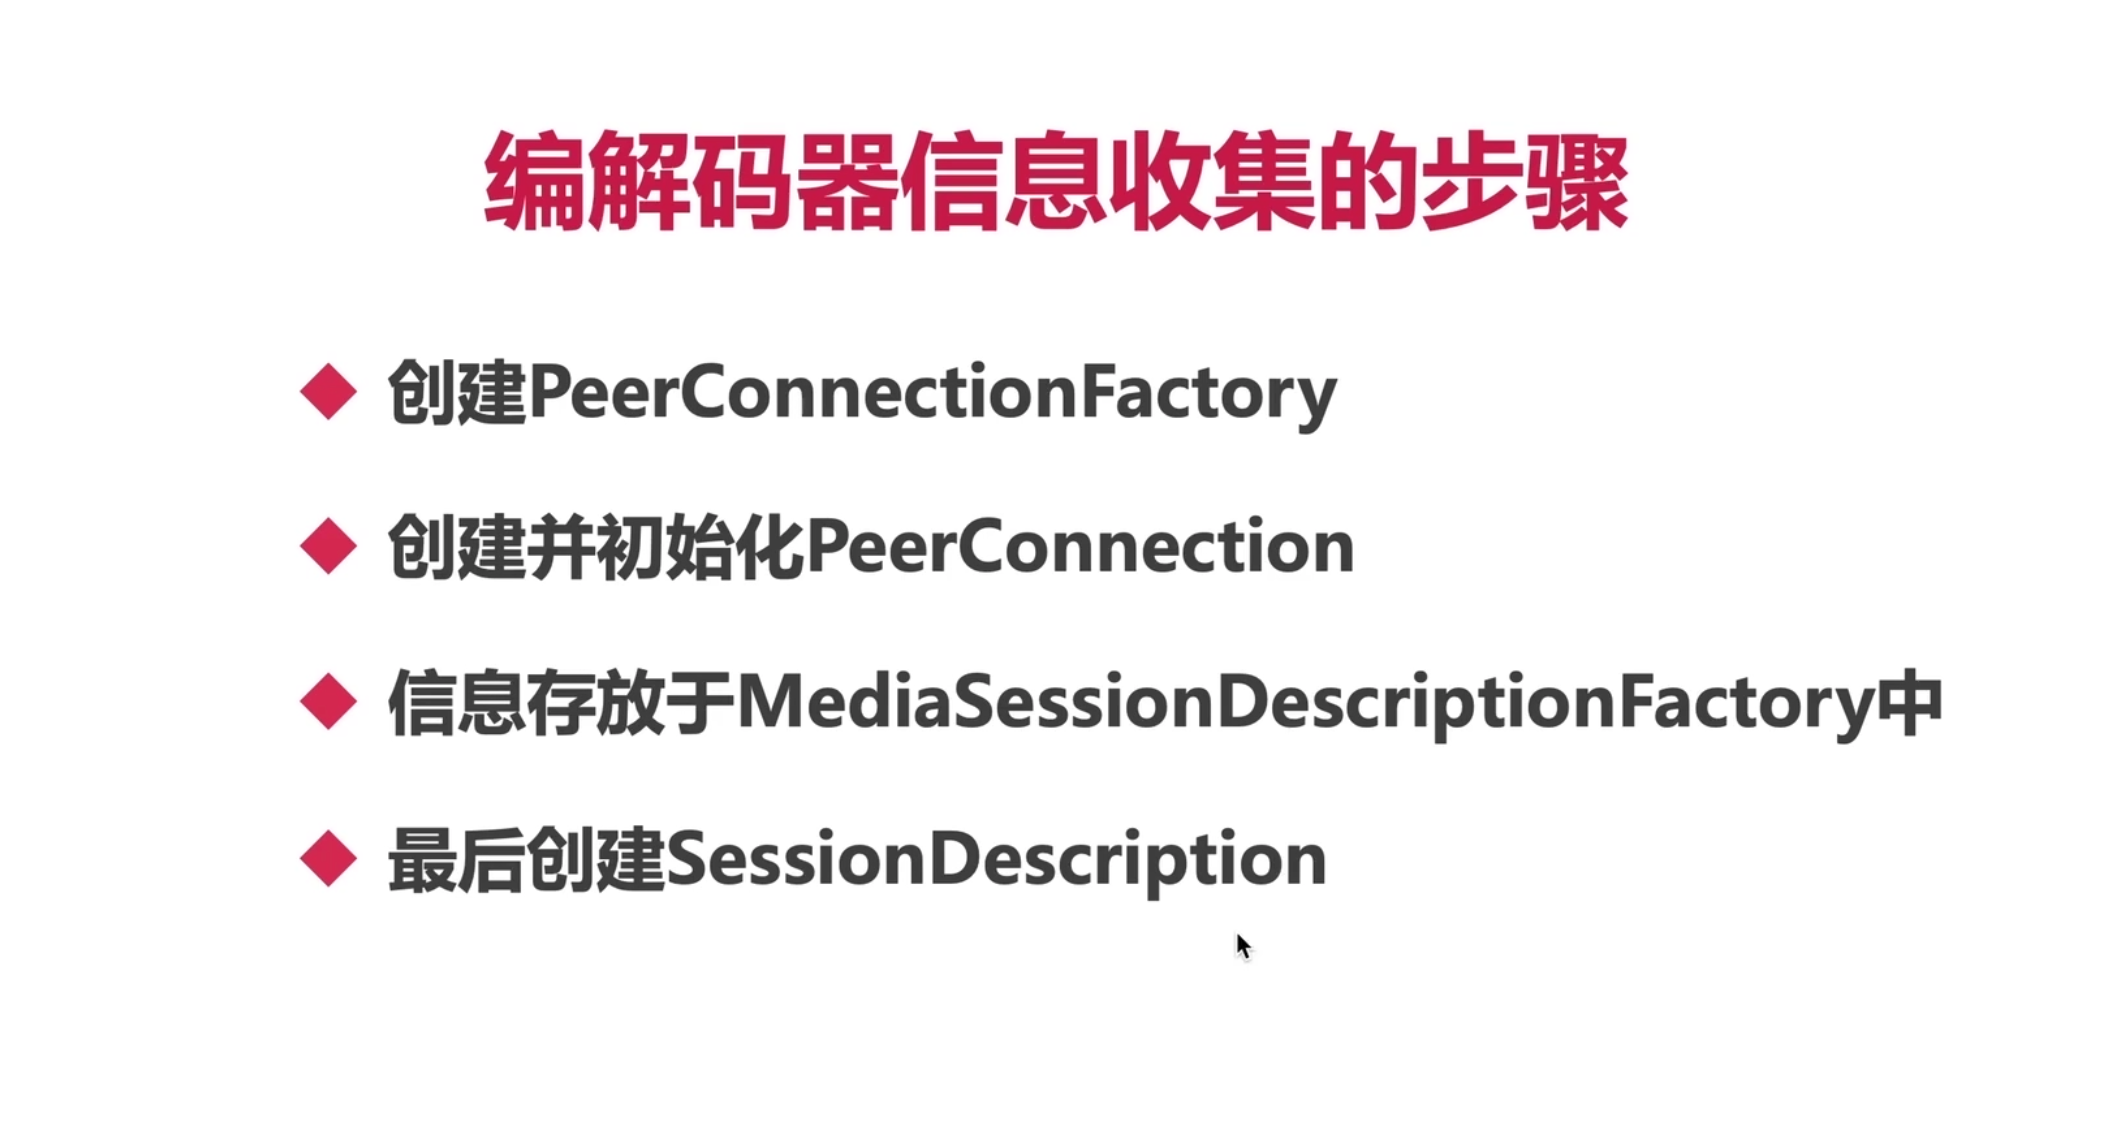 编解码器信息收集的步骤
创建PeerConnectionFactory
创建并初始化PeerConnection
信息存放于MediaSessionDescriptionFactory中
最后创建SessionDescription